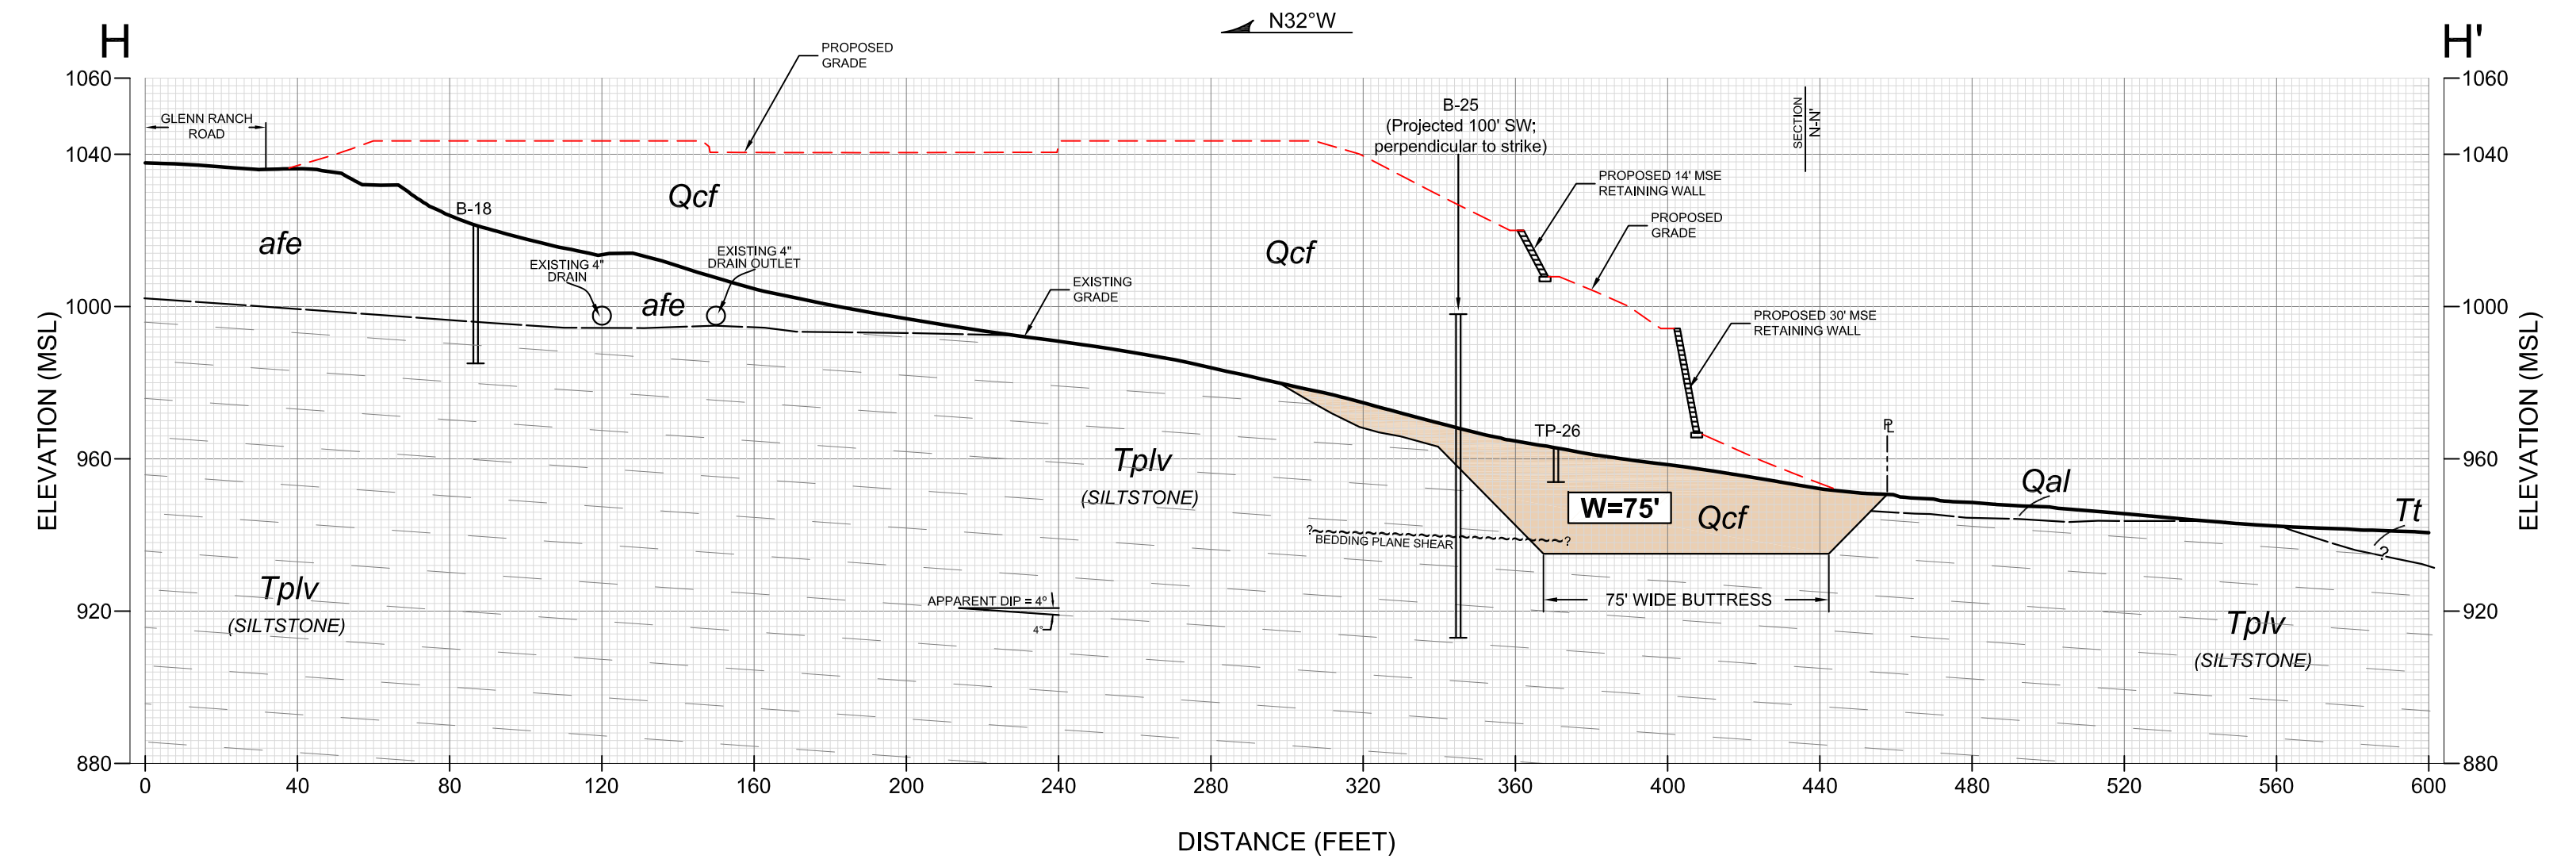 N32°W
H
H'
PROPOSED
GRADE
1060
1060
GLENN RANCH
ROAD
B-25
(Projected 100' SW;
perpendicular to strike)
SECTION
N-N'
1040
1040
PROPOSED 14' MSE
RETAINING WALL
Qcf
B-18
PROPOSED
GRADE
afe
Qcf
EXISTING 4"
DRAIN
EXISTING 4"
DRAIN OUTLET
EXISTING
GRADE
afe
1000
1000
PROPOSED 30' MSE
RETAINING WALL
ELEVATION (MSL)
ELEVATION (MSL)
TP-26
PL
960
960
Tplv
(SILTSTONE)
W=75'
Qcf
Qal
Tt
?
BEDDING PLANE SHEAR
?
?
Tplv
(SILTSTONE)
APPARENT DIP = 4°
4°
75' WIDE BUTTRESS
920
920
Tplv
(SILTSTONE)
880
880
0
40
80
120
160
200
240
280
320
360
400
440
480
520
560
600
DISTANCE (FEET)